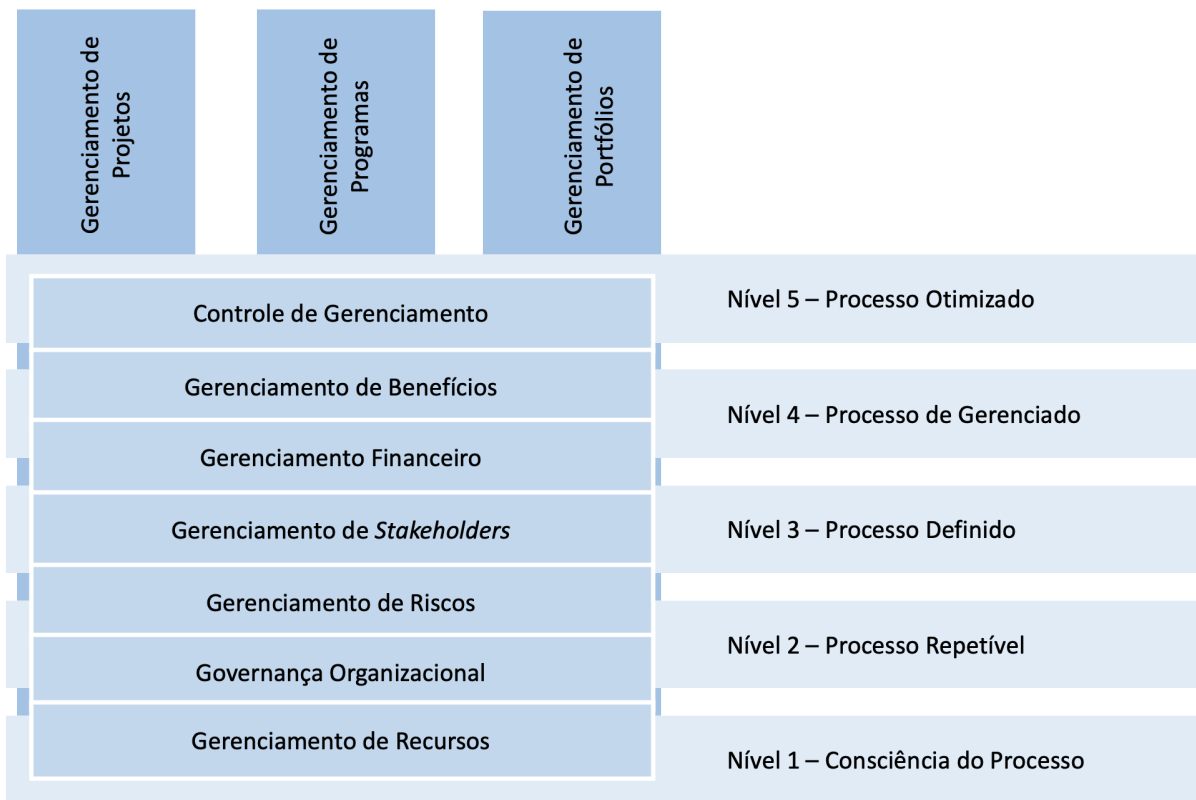 Gerenciamento de
Projetos
Gerenciamento de
Programas
Gerenciamento de
Portfólios
Controle de Gerenciamento
Gerenciamento de Benefícios
Gerenciamento Financeiro
Gerenciamento de Stakeholders
Gerenciamento de Riscos
Governança Organizacional
Gerenciamento de Recursos
Nível 5 – Processo Otimizado
Nível 4 – Processo de Gerenciado
Nível 3 – Processo Definido
Nível 2 – Processo Repetível
Nível 1 – Consciência do Processo